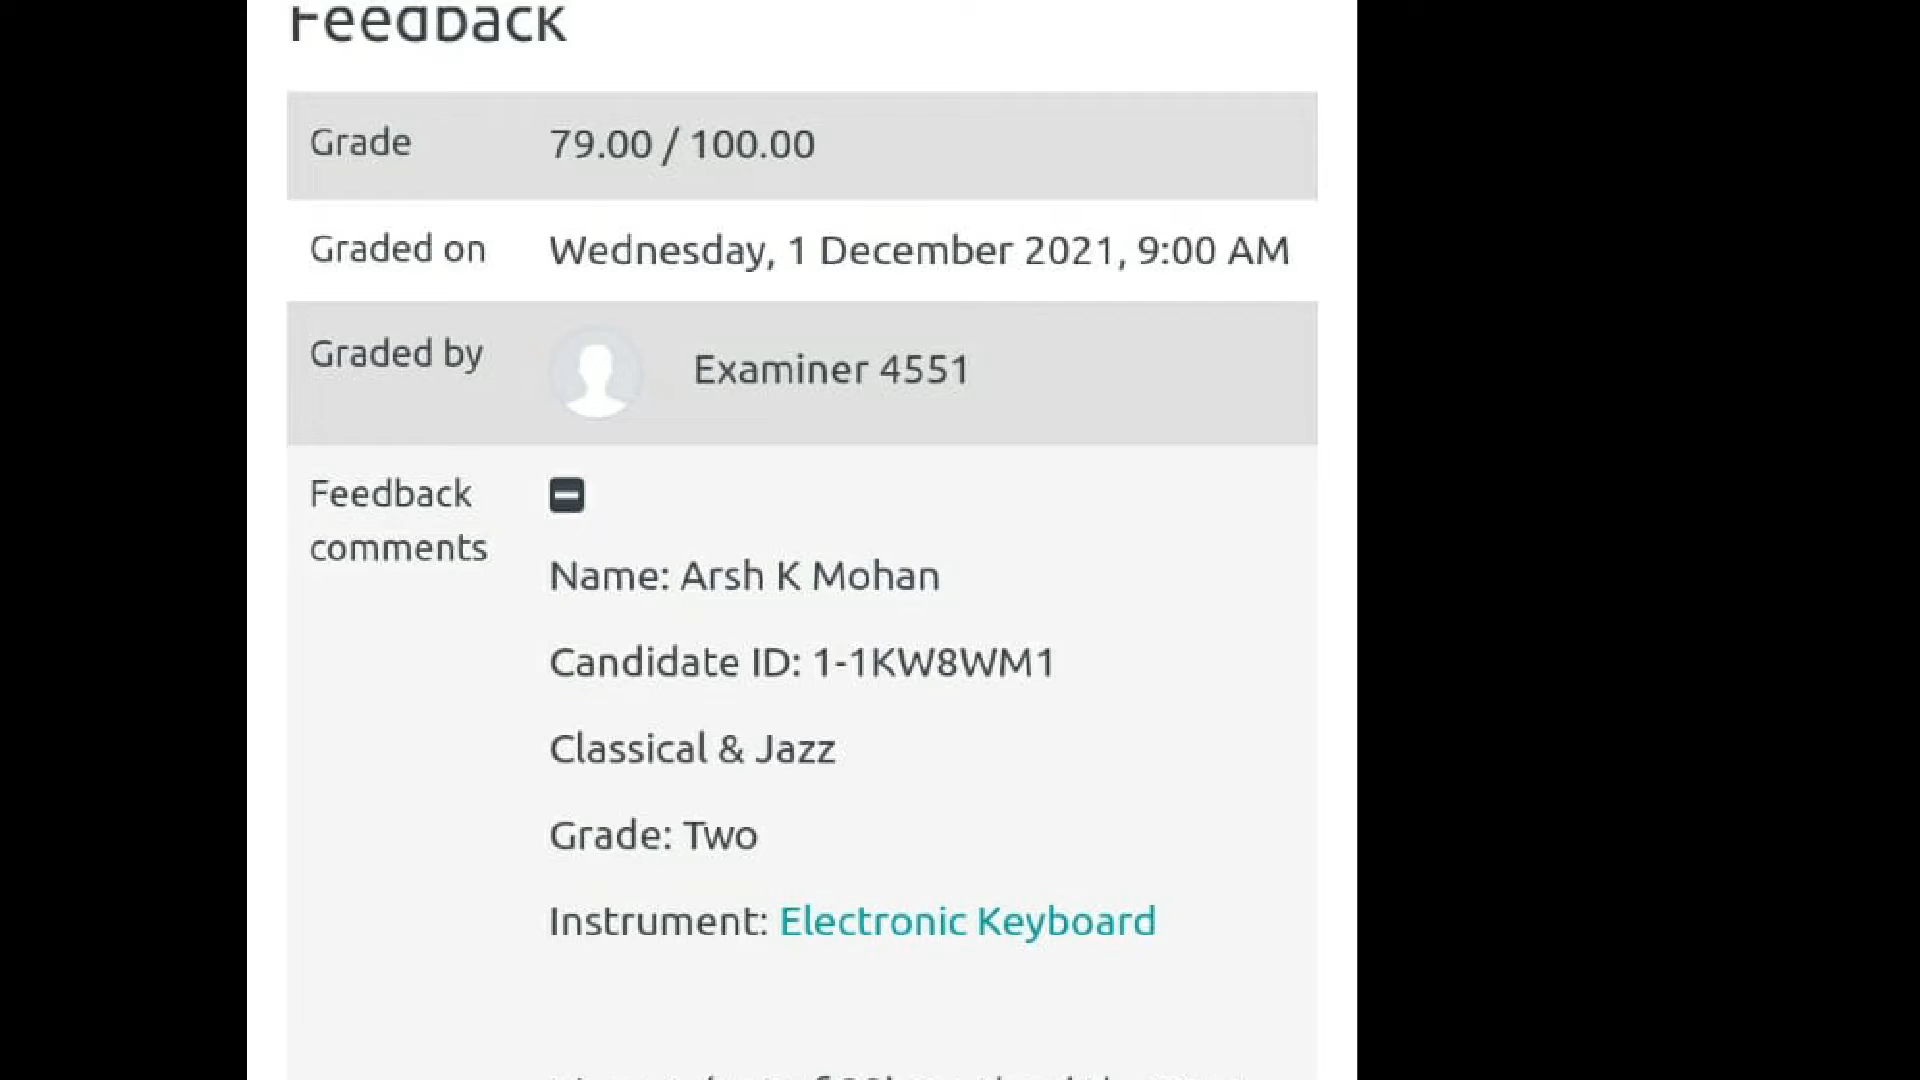 Feedback
Grade 79.00 / 100.00
Graded on Wednesday, 1 December 2021, 9:00 AM
Graded by Examiner 4551
Feedback
comments
Name: Arsh K Mohan
Candidate ID: 1-1KW8WM1
Classical & Jazz
Grade: Two
Instrument: Electronic Keyboard